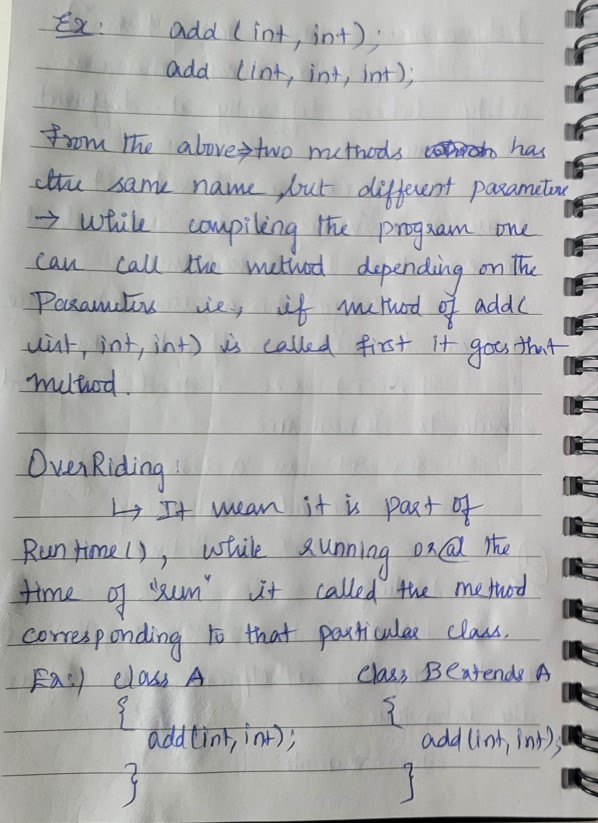 Ex: add (int, int);
add (int, int, int);
From the above→two methods has
the same name, but different parameters
→ While compiling the program one
can call the method depending on the
Parameters ie., if method of add(
int, int, int) is called first it goes that
method.
OverRiding:
↳ It mean it is part of
Runtime(), while running or@ the
time of "run" it called the method
corresponding to that particular class.
Ex:) class A class B extends A
{ {
add(int, int); add(int, int);
} }